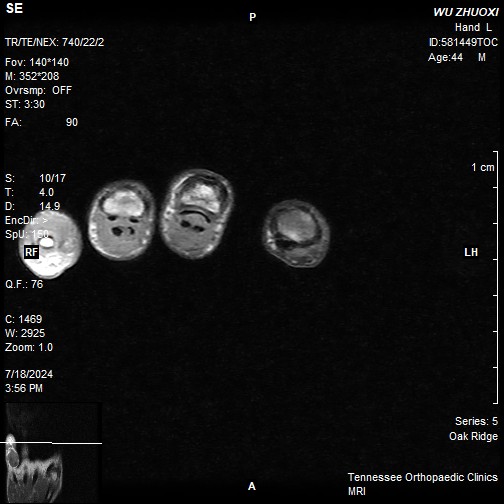 SE
P
WU ZHUOXI
Hand L
ID:581449TOC
Age:44 M
TR/TE/NEX: 740/22/2
Fov: 140*140
M: 352*208
Ovrsmp: OFF
ST: 3:30
FA: 90
S: 10/17
T: 4.0
D: 14.9
EncDir: >
SpU: 150
RF
LH
1 cm
Q.F.: 76
C: 1469
W: 2925
Zoom: 1.0
7/18/2024
3:56 PM
Series: 5
Oak Ridge
A
Tennessee Orthopaedic Clinics
MRI